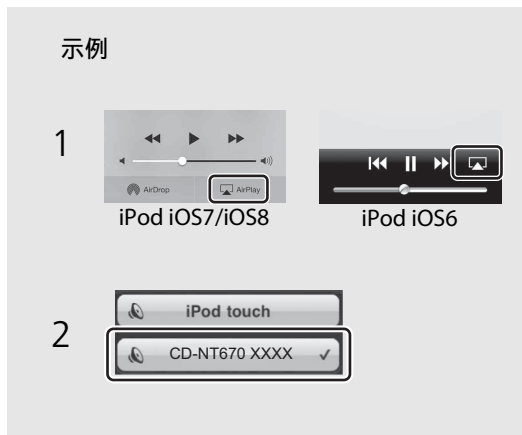 示例
1
AirDrop AirPlay
iPod iOS7/iOS8
iPod iOS6
2
iPod touch
CD-NT670 XXXX ✓